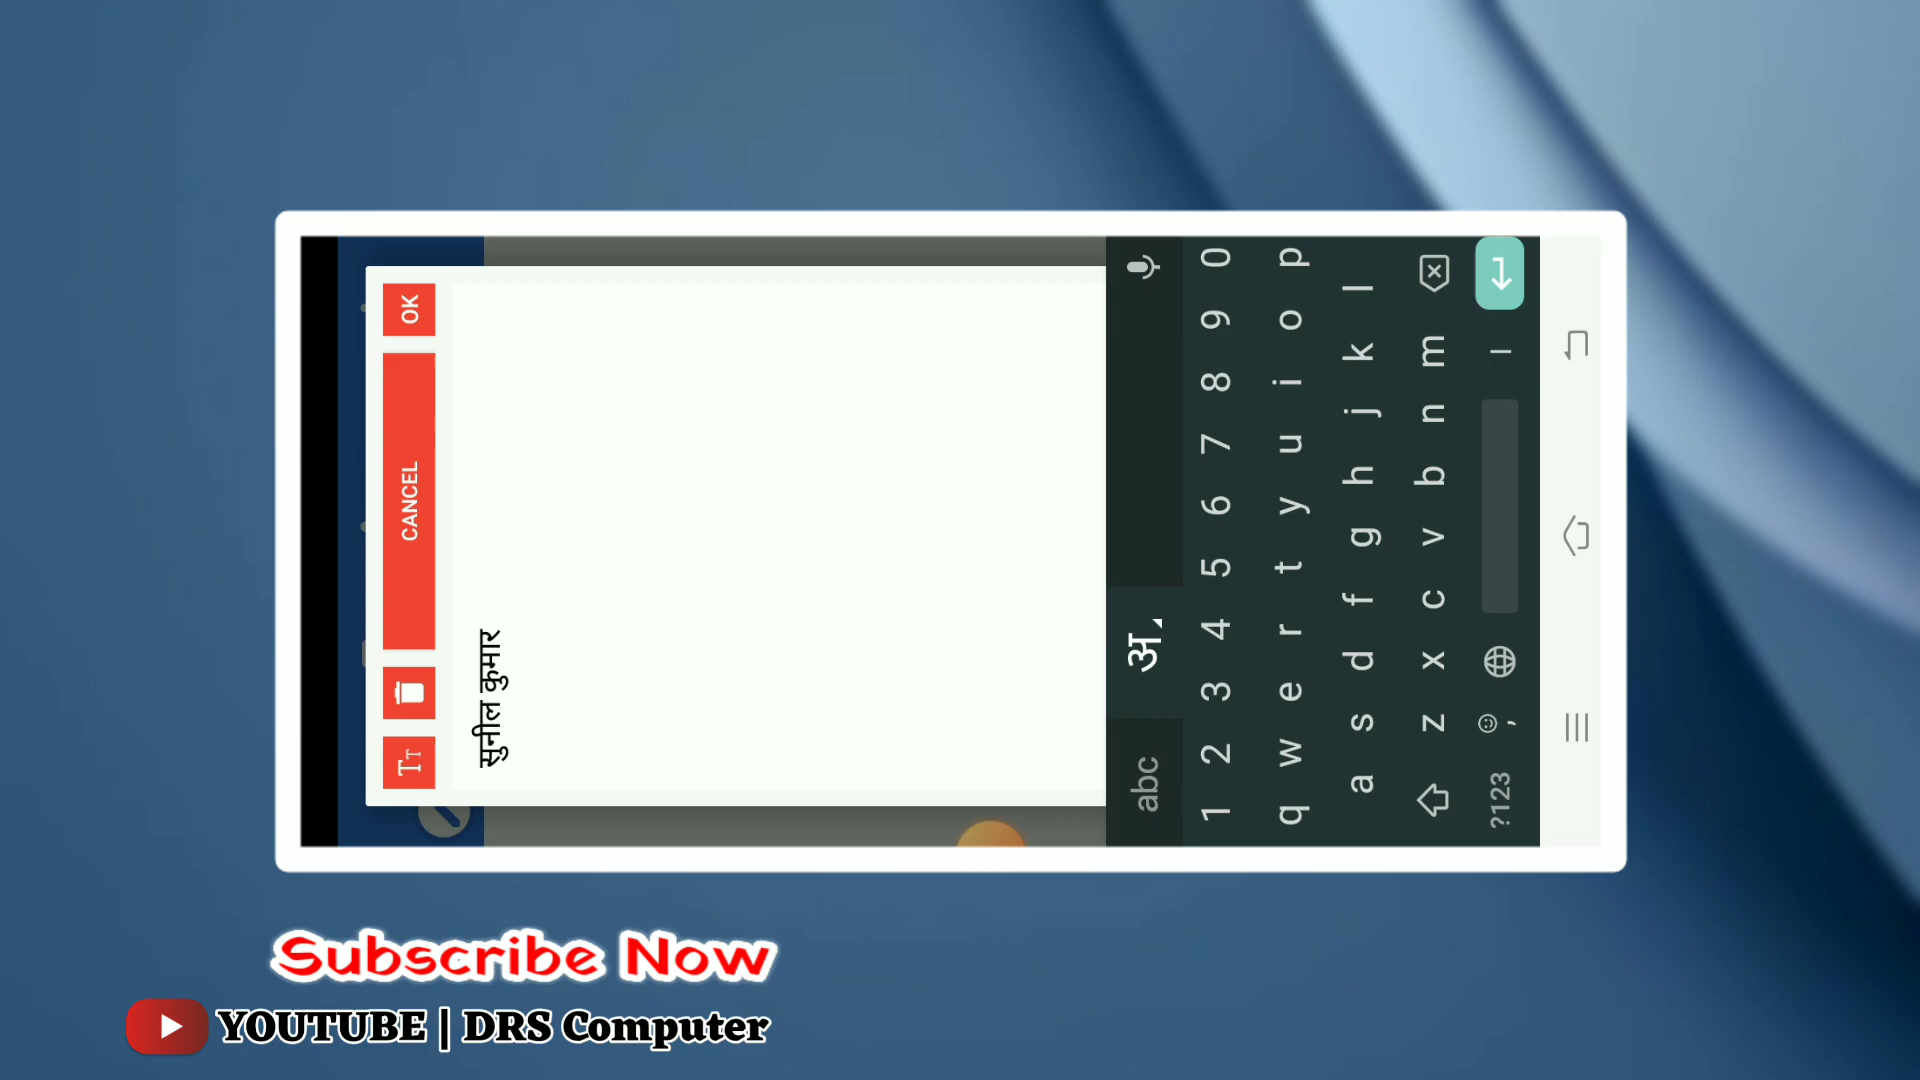 Tт CANCEL OK
सुनील कुमार
abc अ
1 2 3 4 5 6 7 8 9 0
q w e r t y u i o p
a s d f g h j k l
z x c v b n m
?123 , ।
Subscribe Now
YOUTUBE | DRS Computer